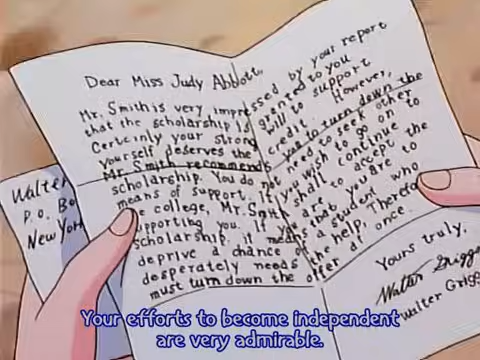 Dear Miss Judy Abbott,
Mr. Smith is very impressed by your report
that the scholarship is granted to you
Certainly your strong will to support
yourself deserves the credit. However,
Mr. Smith recommends you to turn down the
scholarship. You do not need to seek other
means of support. If you wish to go on to
e college, Mr. Smith shall continue
upporting you. If you are to accept the
scholarship, it means that you are to
deprive a chance of a student who
desperately needs the help. Therefo
must turn down the offer at once.
Yours truly,
Walter Griggs
Walter Grigg
Walter
P.O. Bo
New York
Your efforts to become independent
are very admirable.